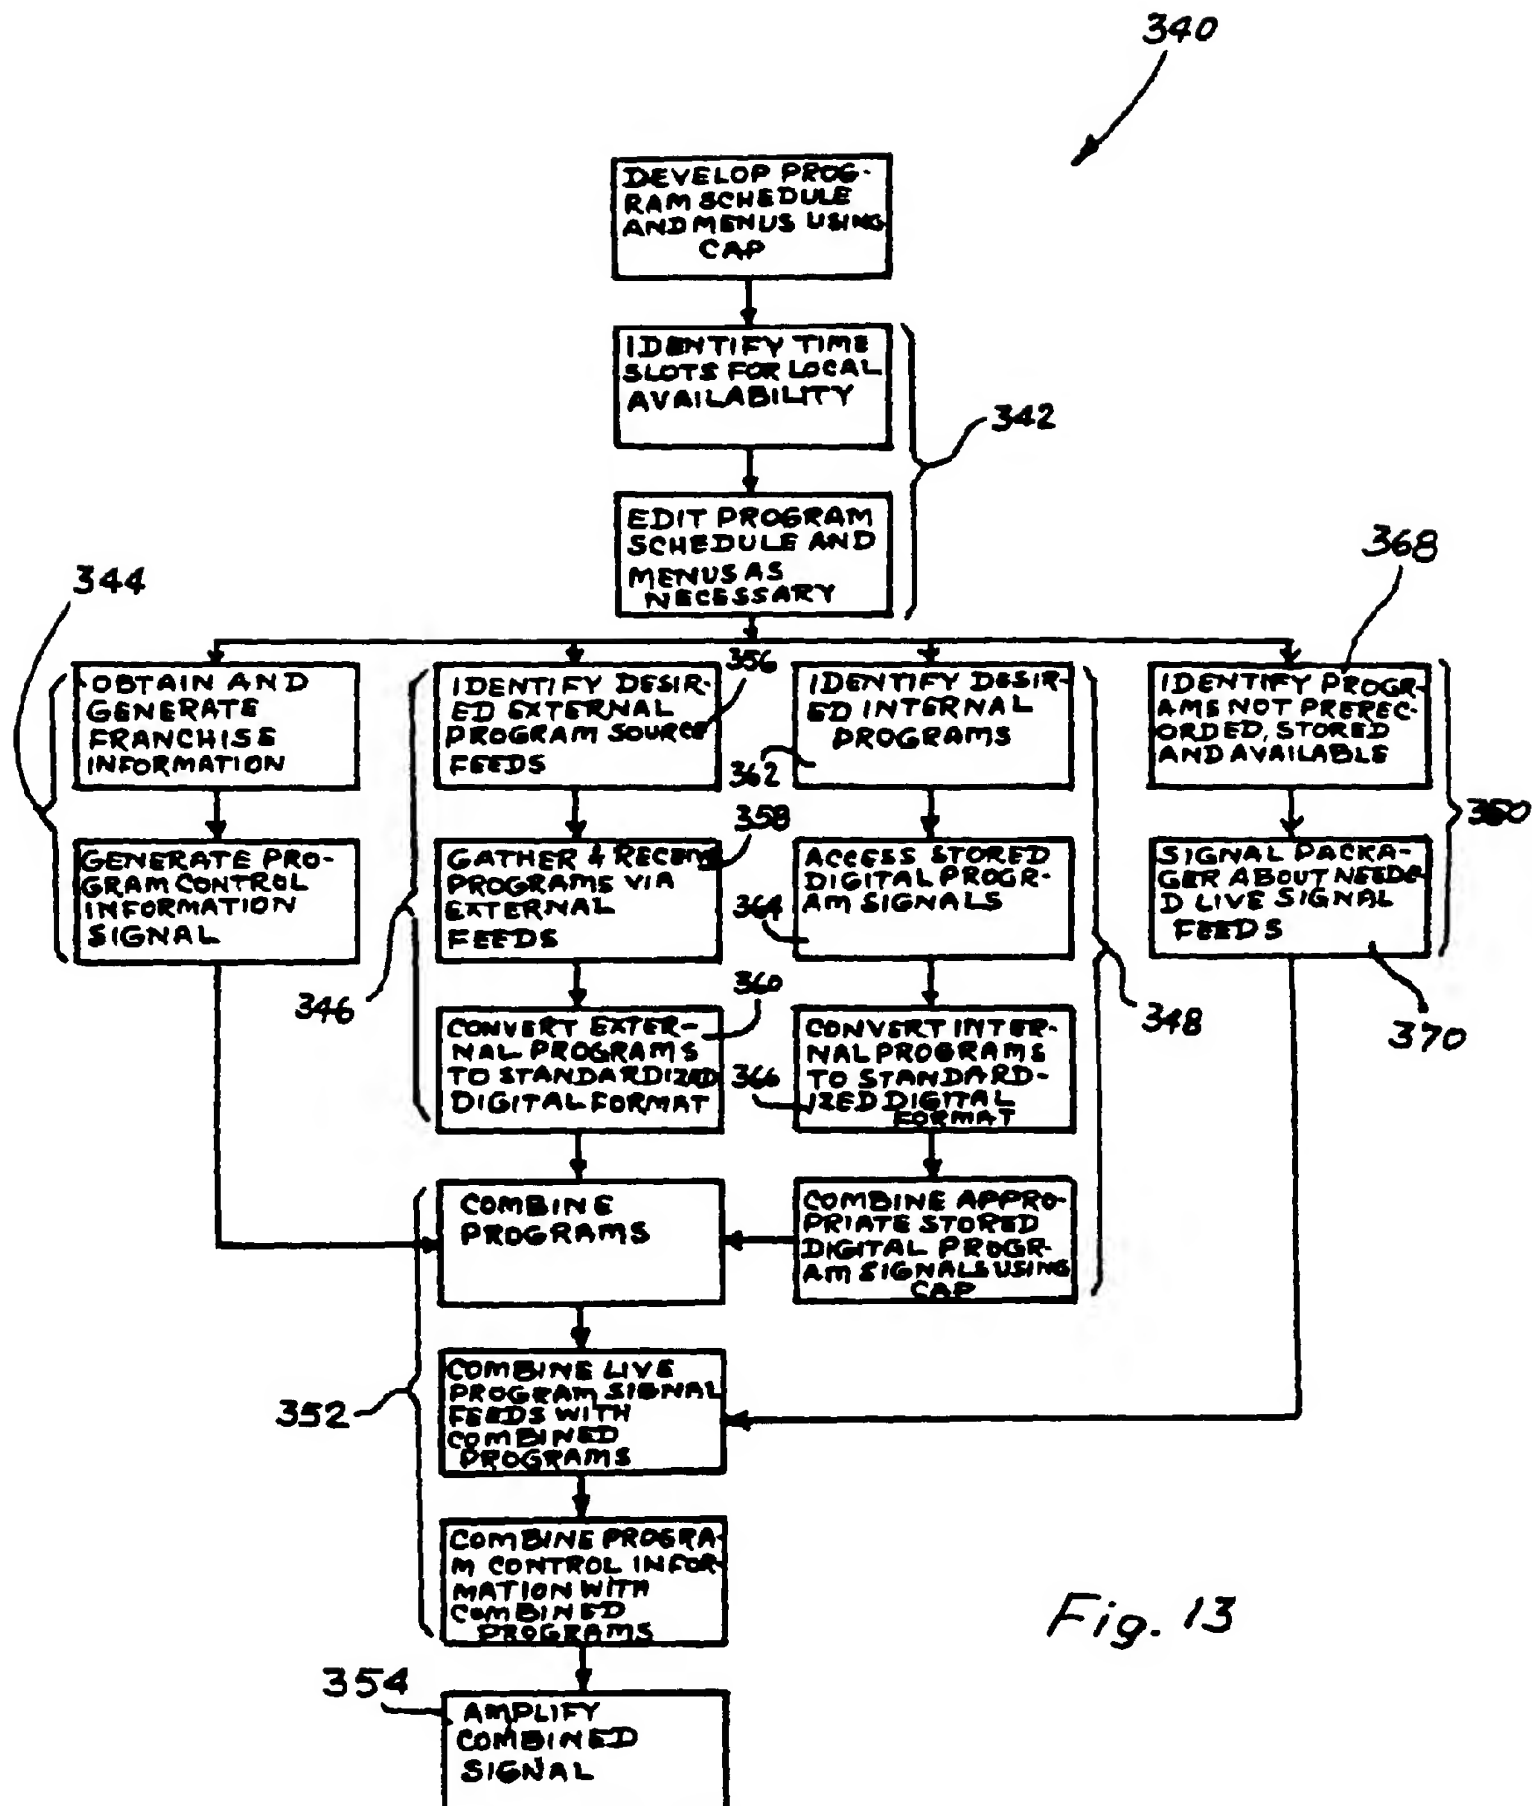 340
DEVELOP PROG-
RAM SCHEDULE
AND MENUS USING
CAP
IDENTIFY TIME
SLOTS FOR LOCAL
AVAILABILITY
342
EDIT PROGRAM
SCHEDULE AND
MENUS AS
NECESSARY
344
OBTAIN AND
GENERATE
FRANCHISE
INFORMATION
GENERATE PRO-
GRAM CONTROL
INFORMATION
SIGNAL
346
356
IDENTIFY DESIR-
ED EXTERNAL
PROGRAM SOURCE
FEEDS
358
GATHER & RECEIVE
PROGRAMS VIA
EXTERNAL
FEEDS
360
CONVERT EXTER-
NAL PROGRAMS
TO STANDARDIZED
DIGITAL FORMAT
362
IDENTIFY DESIR-
ED INTERNAL
PROGRAMS
364
ACCESS STORED
DIGITAL PROGR-
AM SIGNALS
366
CONVERT INTER-
NAL PROGRAMS
TO STANDARD-
IZED DIGITAL
FORMAT
348
COMBINE APPRO-
PRIATE STORED
DIGITAL PROGR-
AM SIGNALS USING
CAP
368
IDENTIFY PROGR-
AMS NOT PREREC-
ORDED, STORED
AND AVAILABLE
350
SIGNAL PACKA-
GER ABOUT NEEDE-
D LIVE SIGNAL
FEEDS
370
COMBINE
PROGRAMS
352
COMBINE LIVE
PROGRAM SIGNAL
FEEDS WITH
COMBINED
PROGRAMS
COMBINE PROGRA-
M CONTROL INFOR-
MATION WITH
COMBINED
PROGRAMS
354
AMPLIFY
COMBINED
SIGNAL
Fig. 13